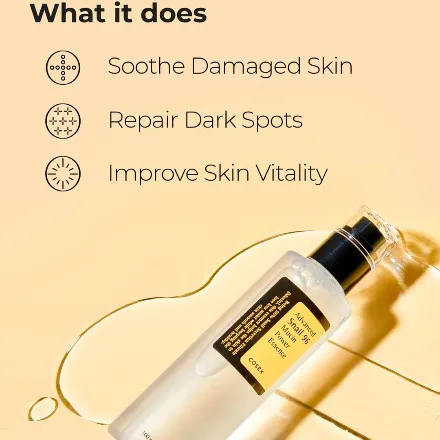 What it does
Soothe Damaged Skin
Repair Dark Spots
Improve Skin Vitality
Advanced
Snail 96
Mucin
Power
Essence
COSRX